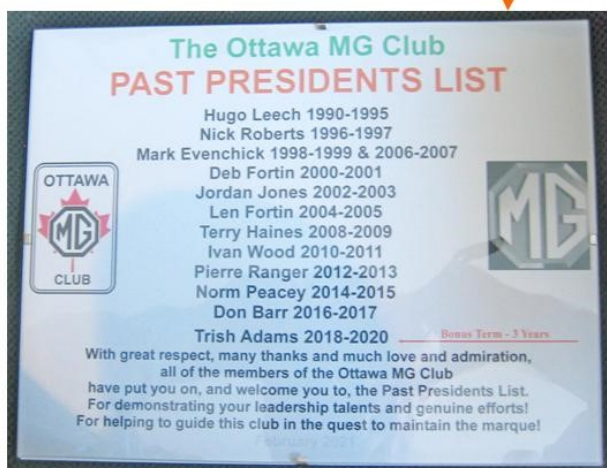 The Ottawa MG Club
PAST PRESIDENTS LIST
Hugo Leech 1990-1995
Nick Roberts 1996-1997
Mark Evenchick 1998-1999 & 2006-2007
Deb Fortin 2000-2001
Jordan Jones 2002-2003
Len Fortin 2004-2005
Terry Haines 2008-2009
Ivan Wood 2010-2011
Pierre Ranger 2012-2013
Norm Peacey 2014-2015
Don Barr 2016-2017
Trish Adams 2018-2020 Bonus Term - 3 Years
OTTAWA
MG
CLUB
MG
With great respect, many thanks and much love and admiration,
all of the members of the Ottawa MG Club
have put you on, and welcome you to, the Past Presidents List.
For demonstrating your leadership talents and genuine efforts!
For helping to guide this club in the quest to maintain the marque!
February 2021